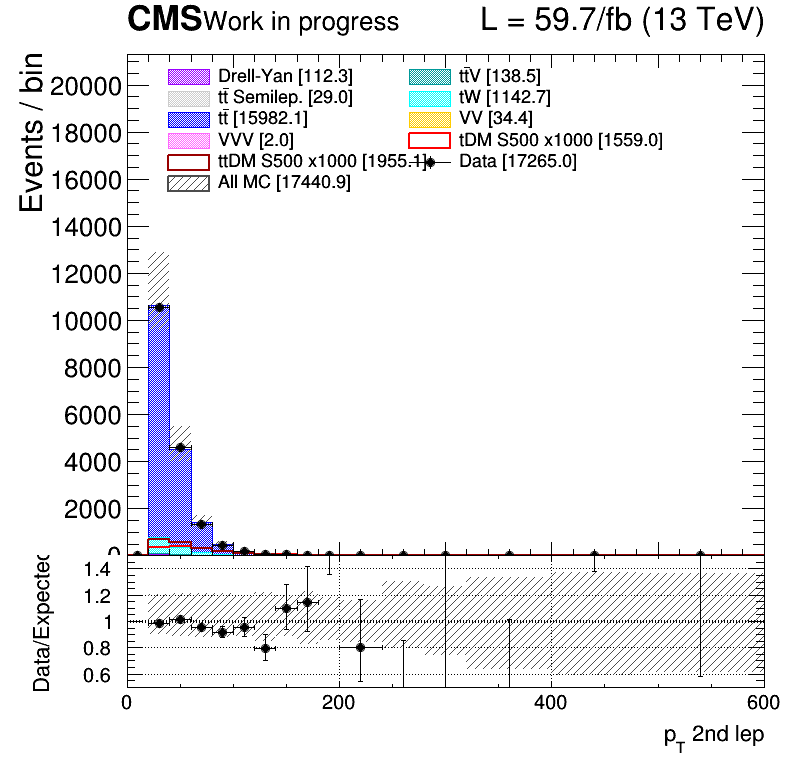 CMS Work in progress L = 59.7/fb (13 TeV)
Events / bin
20000
18000
16000
14000
12000
10000
8000
6000
4000
2000
0
Drell-Yan [112.3]
tt̄ Semilep. [29.0]
tt̄ [15982.1]
VVV [2.0]
ttDM S500 x1000 [1955.1]
All MC [17440.9]
tt̄V [138.5]
tW [1142.7]
VV [34.4]
tDM S500 x1000 [1559.0]
Data [17265.0]
Data/Expected
1.4
1.2
1
0.8
0.6
0 200 400 600
p_T 2nd lep